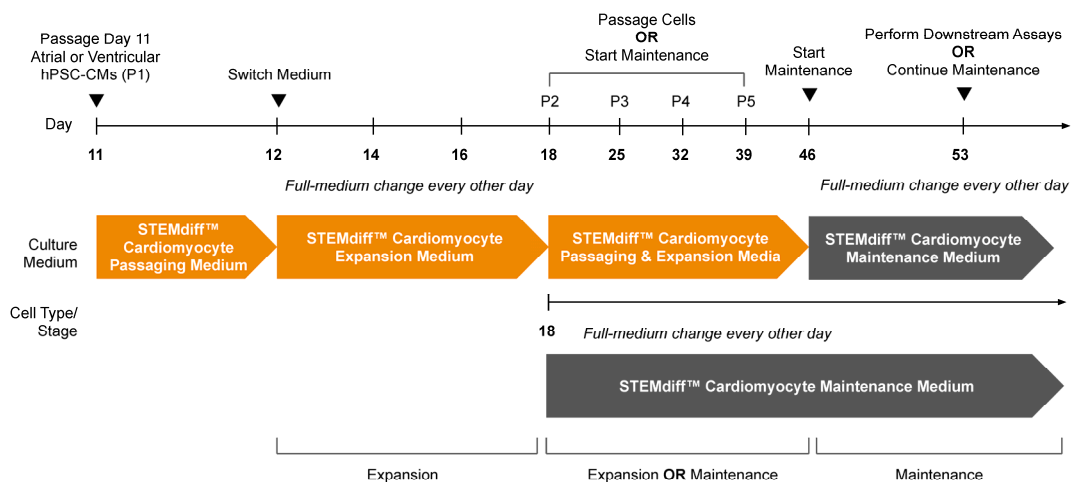 Passage Day 11
Atrial or Ventricular
hPSC-CMs (P1)
Switch Medium
Passage Cells
OR
Start Maintenance
Start
Maintenance
Perform Downstream Assays
OR
Continue Maintenance
P2 P3 P4 P5
Day
11 12 14 16 18 25 32 39 46 53
Full-medium change every other day
Full-medium change every other day
Culture
Medium
STEMdiff™
Cardiomyocyte
Passaging Medium
STEMdiff™ Cardiomyocyte
Expansion Medium
STEMdiff™ Cardiomyocyte
Passaging & Expansion Media
STEMdiff™ Cardiomyocyte
Maintenance Medium
Cell Type/
Stage
18
Full-medium change every other day
STEMdiff™ Cardiomyocyte Maintenance Medium
Expansion
Expansion OR Maintenance
Maintenance